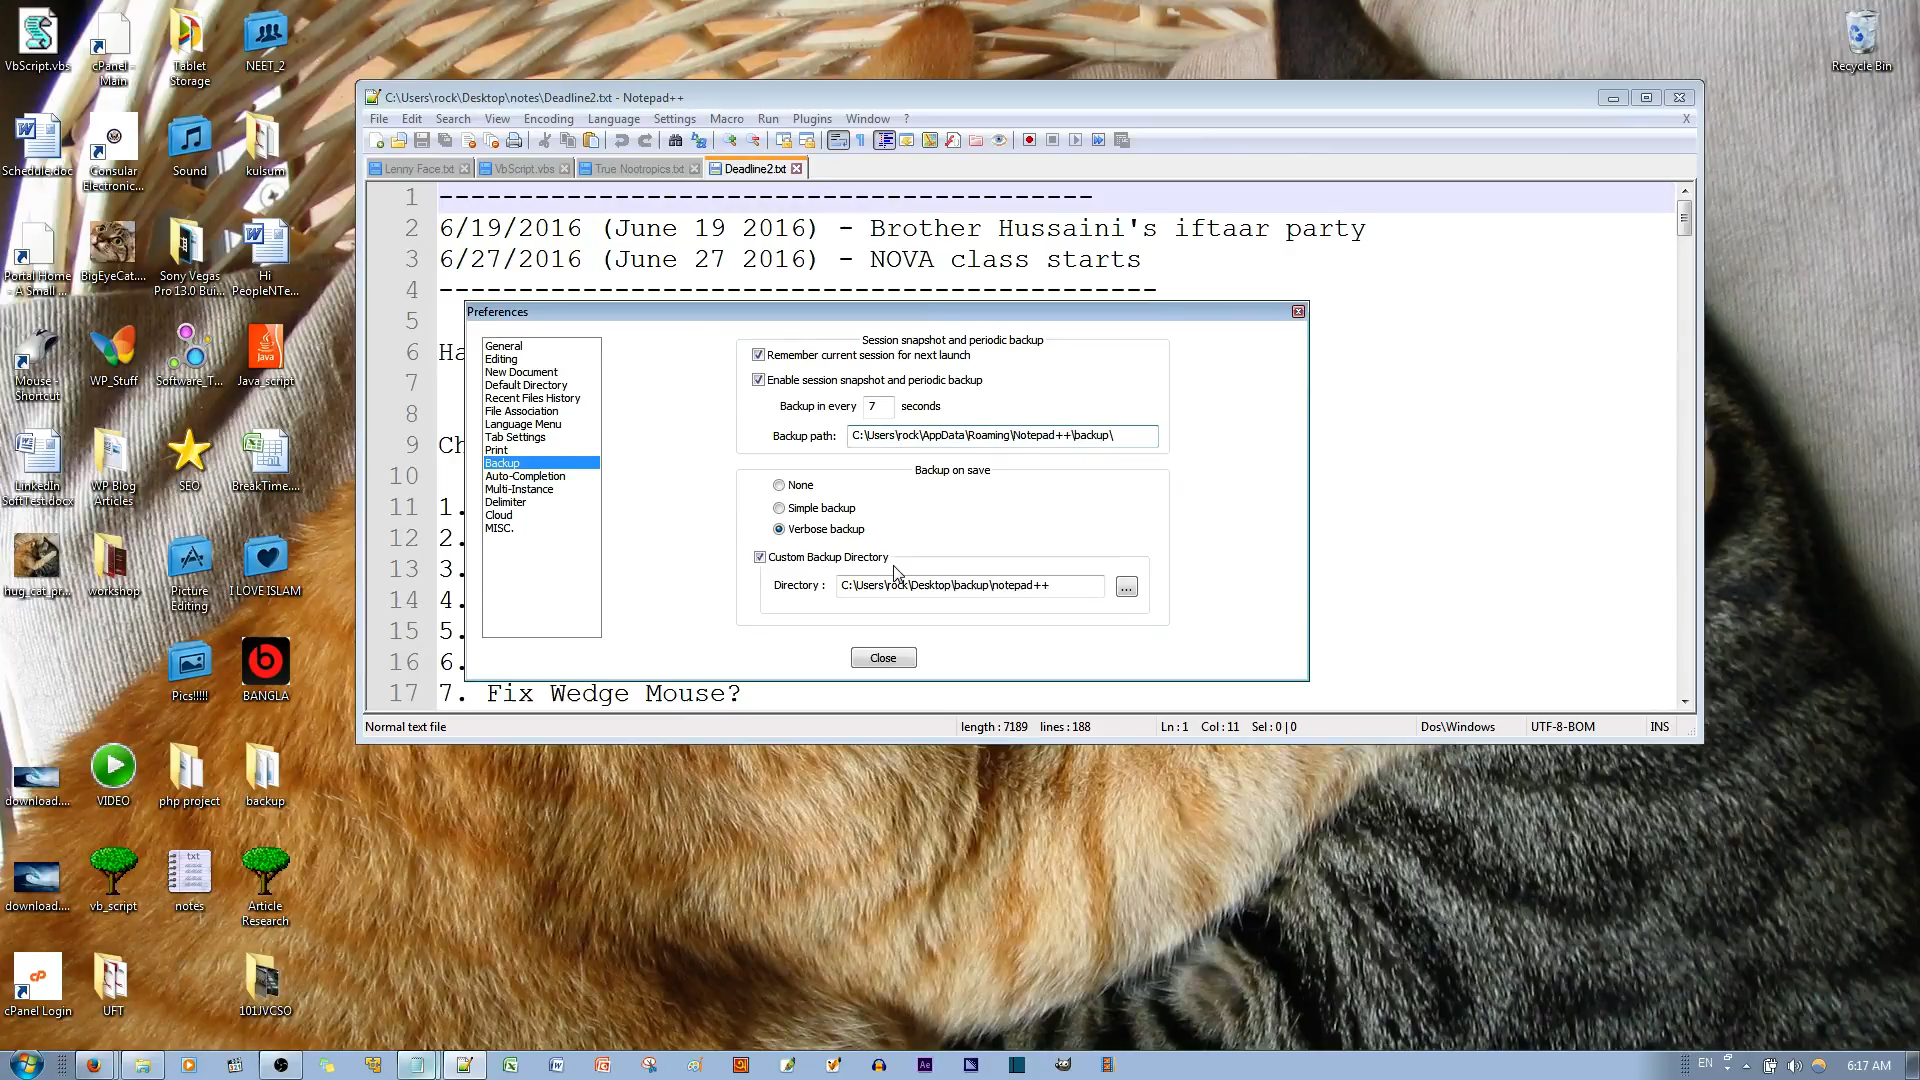 VbScript.vbs
cPanel - Main
Tablet Storage
NEET_2
Recycle Bin
Schedule.doc
Consular Electronic...
Sound
kulsum
Portal Home - A Small ...
BigEyeCat....
Sony Vegas Pro 13.0 Bui...
Hi PeopleNTe...
Mouse - Shortcut
WP_Stuff
Software_T...
Java_script
LinkedIn SoftTest.docx
WP Blog Articles
SEO
BreakTime....
hug_cat_pr...
workshop
Picture Editing
I LOVE ISLAM
Pics!!!!!
BANGLA
download....
VIDEO
php project
backup
download....
vb_script
notes
Article Research
cPanel Login
UFT
101JVCSO
C:\Users\rock\Desktop\notes\Deadline2.txt - Notepad++
File Edit Search View Encoding Language Settings Macro Run Plugins Window ?
X
Lenny Face.txt VbScript.vbs True Nootropics.txt Deadline2.txt
1 -----------------------------------------
2 6/19/2016 (June 19 2016) - Brother Hussaini's iftaar party
3 6/27/2016 (June 27 2016) - NOVA class starts
4 ---------------------------------------------
5
6 Ha
7
8
9 Ch
10
11 1.
12 2.
13 3.
14 4.
15 5.
16 6.
17 7. Fix Wedge Mouse?
Preferences
General
Editing
New Document
Default Directory
Recent Files History
File Association
Language Menu
Tab Settings
Print
Backup
Auto-Completion
Multi-Instance
Delimiter
Cloud
MISC.
Session snapshot and periodic backup
Remember current session for next launch
Enable session snapshot and periodic backup
Backup in every 7 seconds
Backup path: C:\Users\rock\AppData\Roaming\Notepad++\backup\
Backup on save
None
Simple backup
Verbose backup
Custom Backup Directory
Directory : C:\Users\rock\Desktop\backup\notepad++
...
Close
Normal text file length : 7189 lines : 188 Ln : 1 Col : 11 Sel : 0 | 0 Dos\Windows UTF-8-BOM INS
EN 6:17 AM